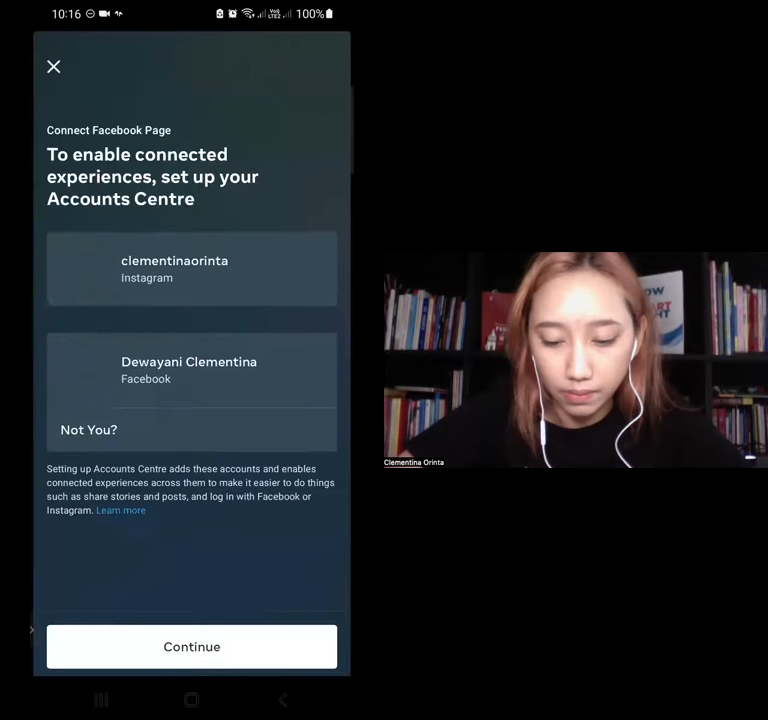 10:16
Vo))
LTE2
100%
Connect Facebook Page
To enable connected
experiences, set up your
Accounts Centre
clementinaorinta
Instagram
Dewayani Clementina
Facebook
Not You?
Setting up Accounts Centre adds these accounts and enables
connected experiences across them to make it easier to do things
such as share stories and posts, and log in with Facebook or
Instagram. Learn more
Continue
Clementina Orinta